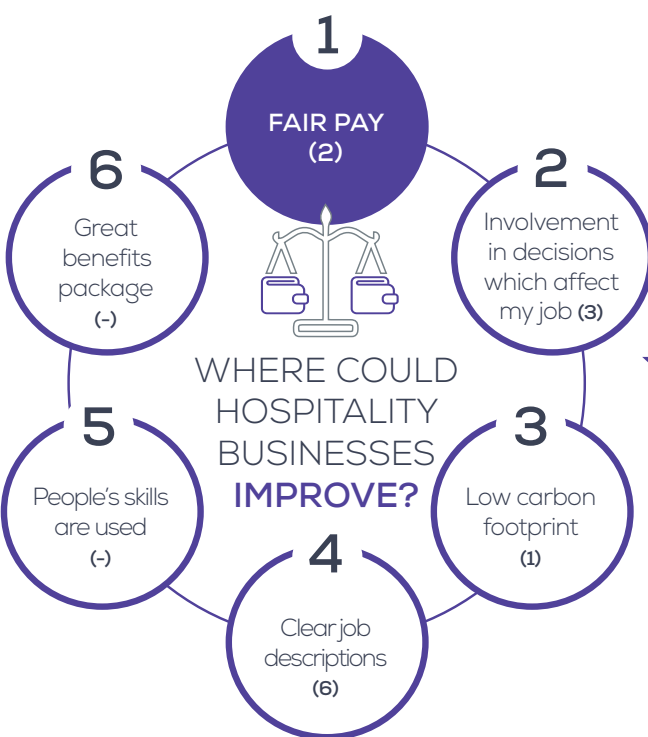 1
FAIR PAY
(2)
2
Involvement
in decisions
which affect
my job (3)
3
Low carbon
footprint
(1)
4
Clear job
descriptions
(6)
5
People's skills
are used
(-)
6
Great
benefits
package
(-)
WHERE COULD
HOSPITALITY
BUSINESSES
IMPROVE?